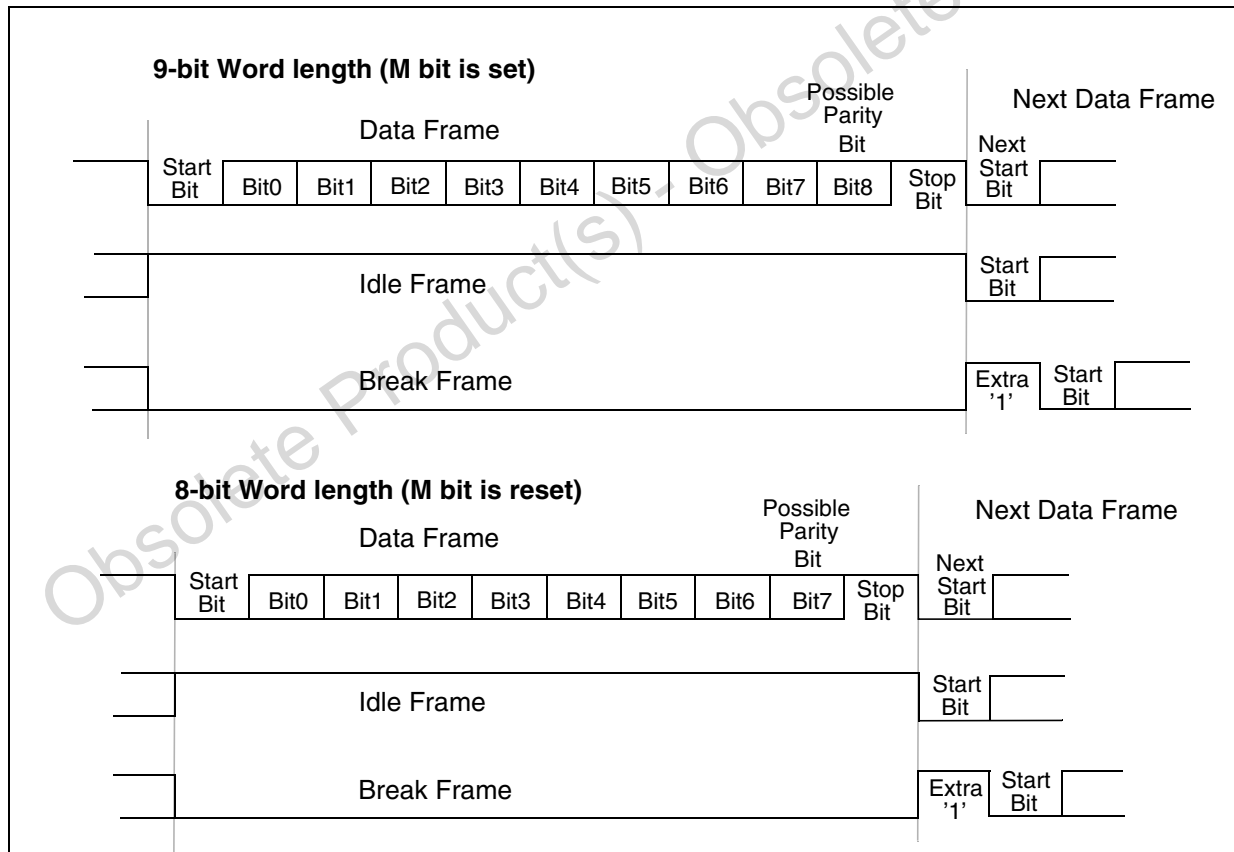 9-bit Word length (M bit is set)
Data Frame
Possible
Parity
Bit
Next Data Frame
Start
Bit
Bit0
Bit1
Bit2
Bit3
Bit4
Bit5
Bit6
Bit7
Bit8
Stop
Bit
Next
Start
Bit
Idle Frame
Start
Bit
Break Frame
Extra
'1'
Start
Bit
8-bit Word length (M bit is reset)
Data Frame
Possible
Parity
Bit
Next Data Frame
Start
Bit
Bit0
Bit1
Bit2
Bit3
Bit4
Bit5
Bit6
Bit7
Stop
Bit
Next
Start
Bit
Idle Frame
Start
Bit
Break Frame
Extra
'1'
Start
Bit
Obsolete Product(s) - Obsolete